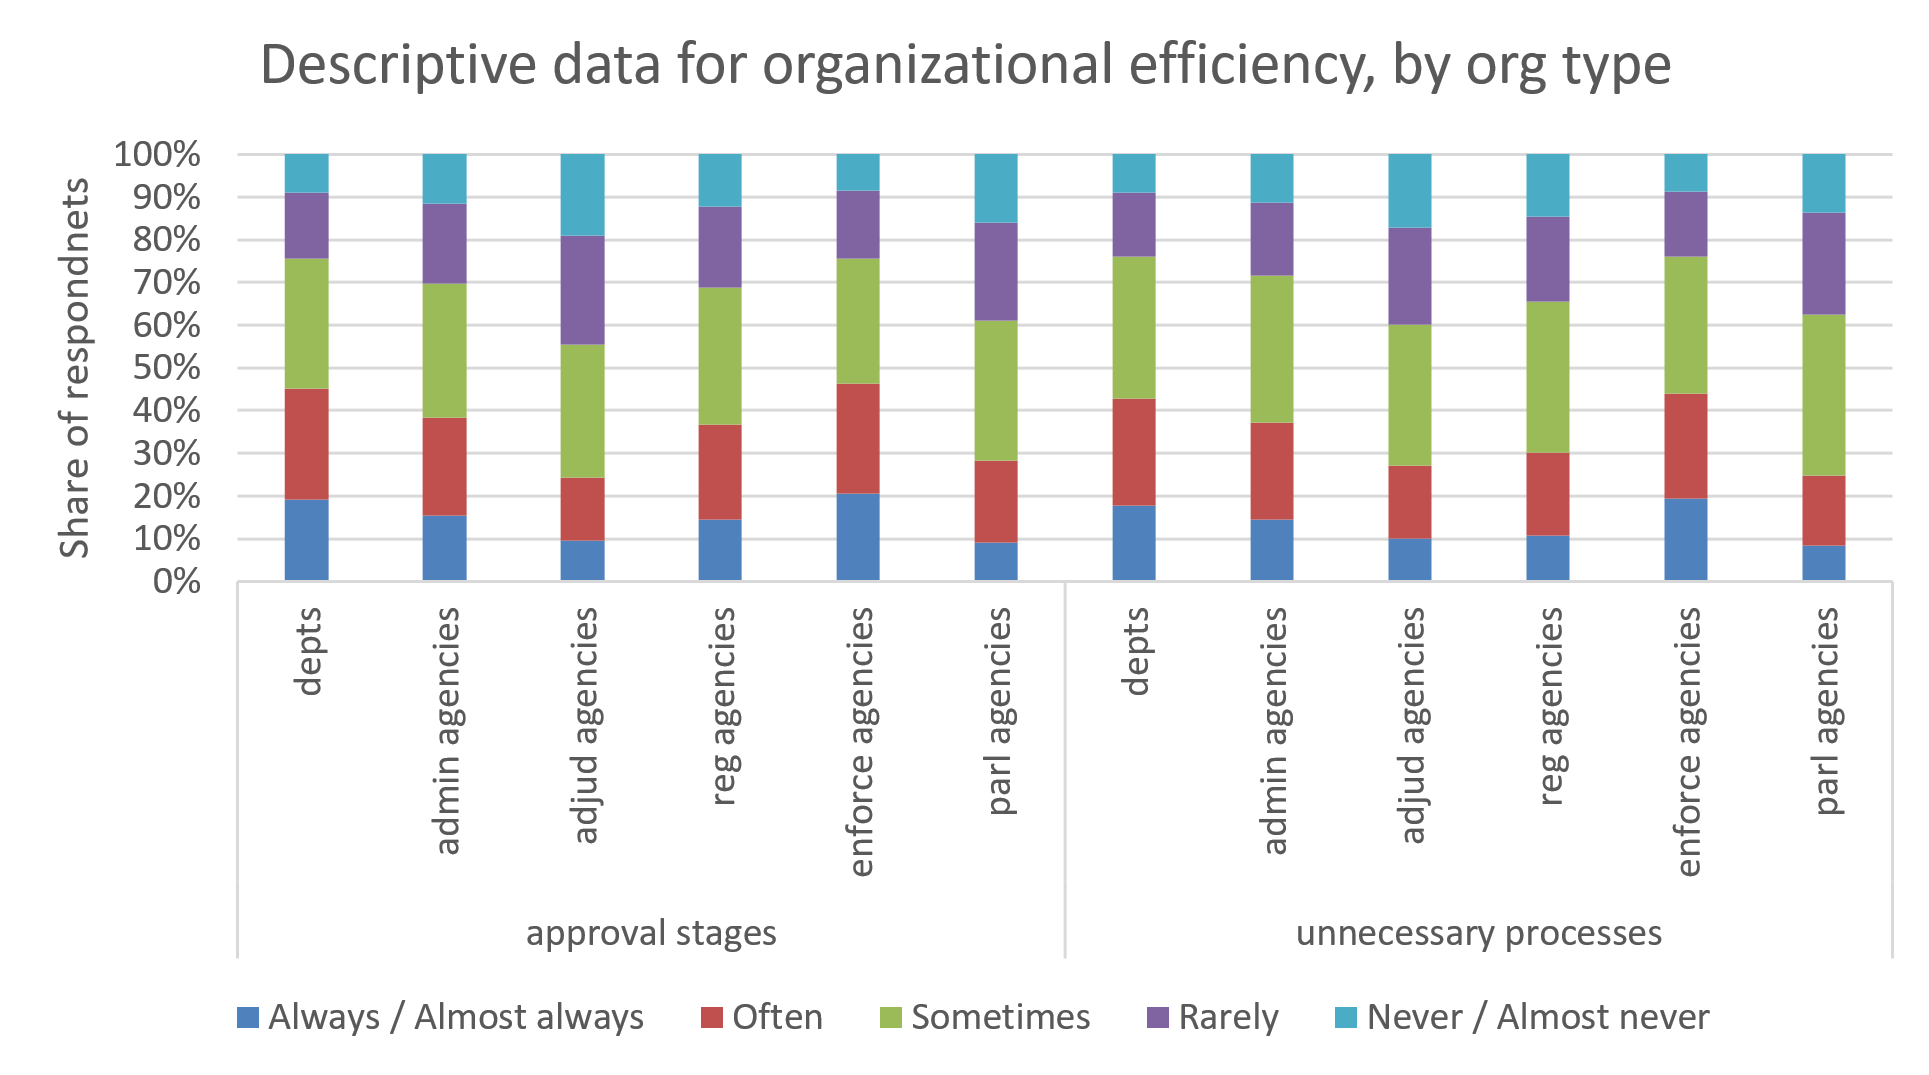 Descriptive data for organizational efficiency, by org type
Share of respondnets
100%
90%
80%
70%
60%
50%
40%
30%
20%
10%
0%
depts
admin agencies
adjud agencies
reg agencies
enforce agencies
parl agencies
depts
admin agencies
adjud agencies
reg agencies
enforce agencies
parl agencies
approval stages
unnecessary processes
Always / Almost always
Often
Sometimes
Rarely
Never / Almost never